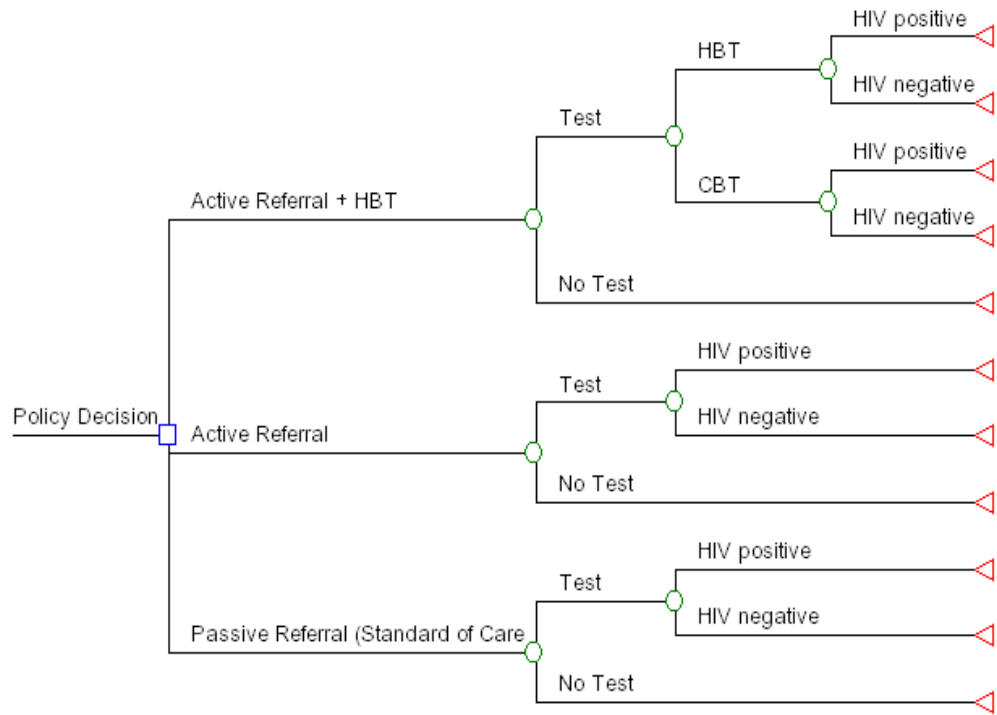 HIV positive
HBT
HIV negative
Test
HIV positive
CBT
Active Referral + HBT
HIV negative
No Test
HIV positive
Test
Policy Decision
HIV negative
Active Referral
No Test
HIV positive
Test
HIV negative
Passive Referral (Standard of Care
No Test